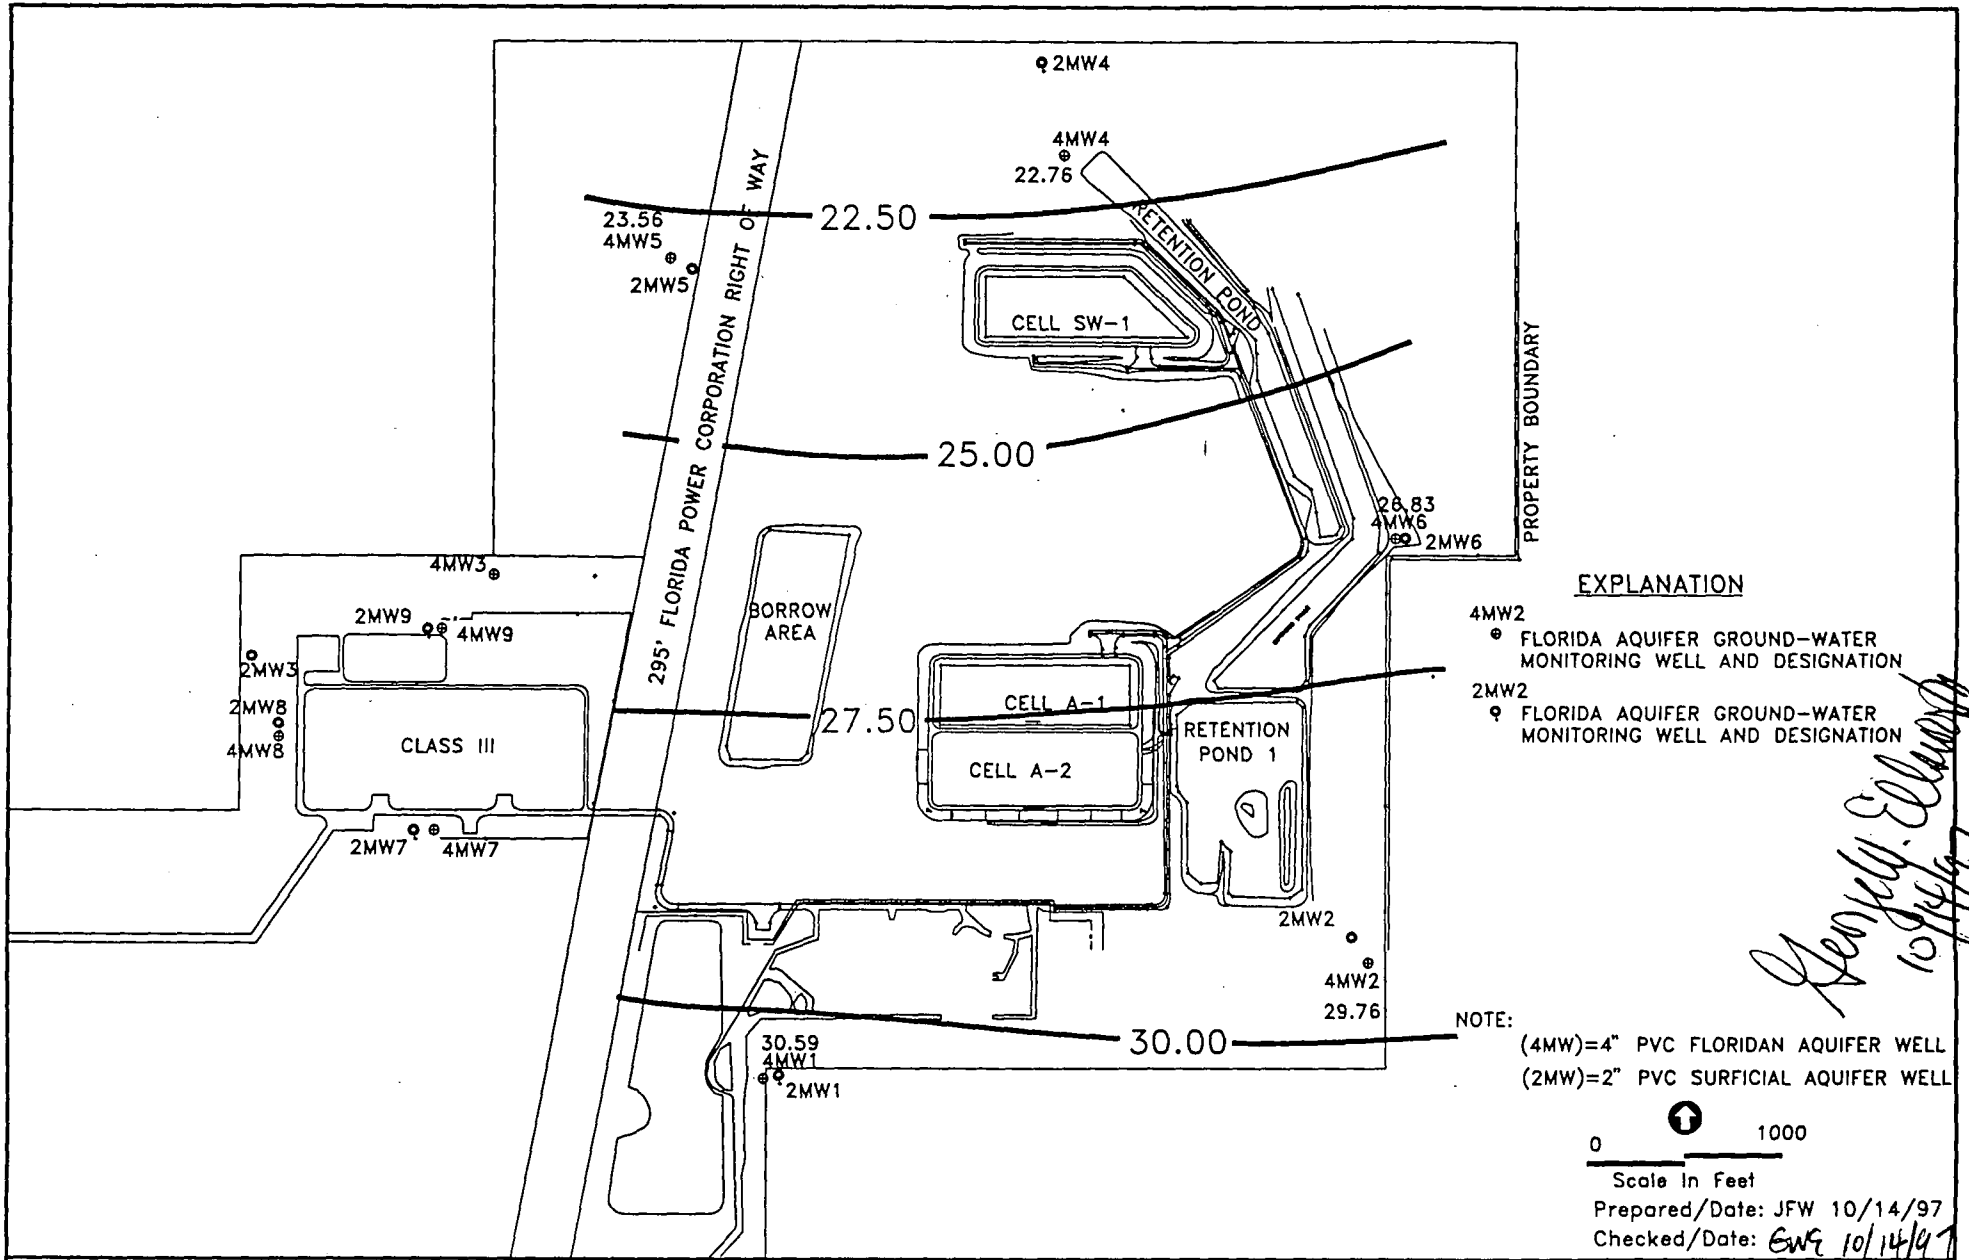 2MW4
4MW4
22.76
295' FLORIDA POWER CORPORATION RIGHT OF WAY
22.50
23.56
4MW5
2MW5
RETENTION POND
CELL SW-1
PROPERTY BOUNDARY
25.00
26.83
4MW6
2MW6
4MW3
2MW9
4MW9
2MW3
BORROW
AREA
2MW8
4MW8
CLASS III
CELL A-1
27.50
CELL A-2
RETENTION
POND 1
2MW7
4MW7
2MW2
4MW2
29.76
30.00
30.59
4MW1
2MW1
EXPLANATION
4MW2
FLORIDA AQUIFER GROUND-WATER
MONITORING WELL AND DESIGNATION
2MW2
FLORIDA AQUIFER GROUND-WATER
MONITORING WELL AND DESIGNATION
10/14/97
NOTE:
(4MW)=4" PVC FLORIDAN AQUIFER WELL
(2MW)=2" PVC SURFICIAL AQUIFER WELL
0 1000
Scale In Feet
Prepared/Date: JFW 10/14/97
Checked/Date: GWE 10/14/97